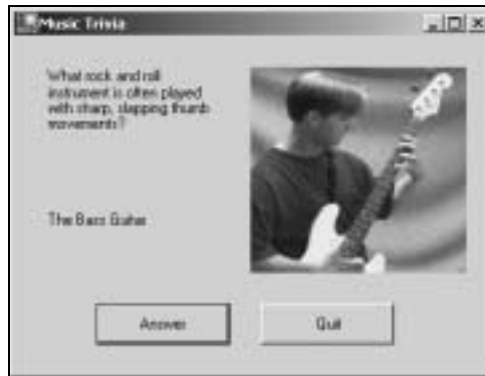 Music Trivia
What rock and roll
instrument is often played
with sharp, slapping thumb
movements?
The Bass Guitar
Answer
Quit